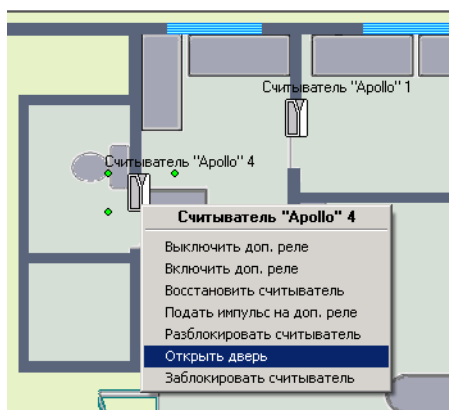 Считыватель "Apollo" 1
Считыватель "Apollo" 4
Считыватель "Apollo" 4
Выключить доп. реле
Включить доп. реле
Восстановить считыватель
Подать импульс на доп. реле
Разблокировать считыватель
Открыть дверь
Заблокировать считыватель